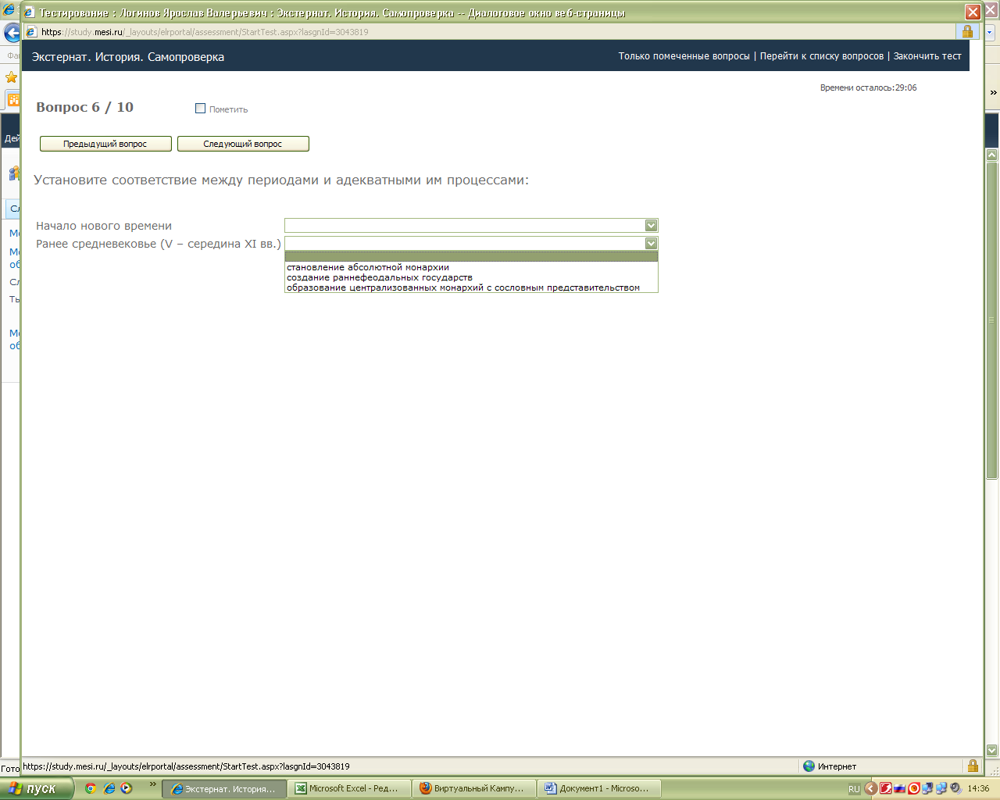 Тестирование : Логинов Ярослав Валерьевич : Экстернат. История. Самопроверка -- Диалоговое окно веб-страницы
https://study.mesi.ru/_layouts/elrportal/assessment/StartTest.aspx?lasgnId=3043819
Экстернат. История. Самопроверка
Только помеченные вопросы | Перейти к списку вопросов | Закончить тест
Времени осталось:29:06
Вопрос 6 / 10
Пометить
Предыдущий вопрос
Следующий вопрос
Установите соответствие между периодами и адекватными им процессами:
Начало нового времени
Ранее средневековье (V – середина XI вв.)
становление абсолютной монархии
создание раннефеодальных государств
образование централизованных монархий с сословным представительством
https://study.mesi.ru/_layouts/elrportal/assessment/StartTest.aspx?lasgnId=3043819
Интернет
пуск
Экстернат. История...
Microsoft Excel - Ред...
Виртуальный Кампу...
Документ1 - Microso...
RU
14:36